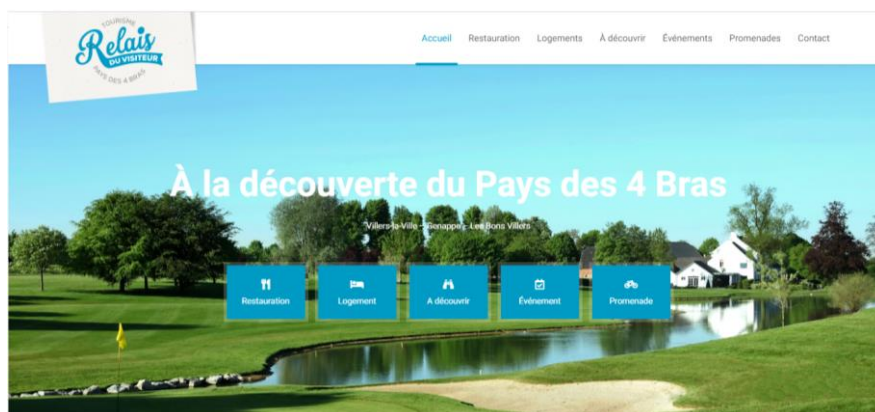 TOURISME
Relais
DU VISITEUR
PAYS DES 4 BRAS
Accueil Restauration Logements À découvrir Événements Promenades Contact
À la découverte du Pays des 4 Bras
"Villers-la-Ville - Genappe - Les Bons Villers
Restauration Logement A découvrir Événement Promenade